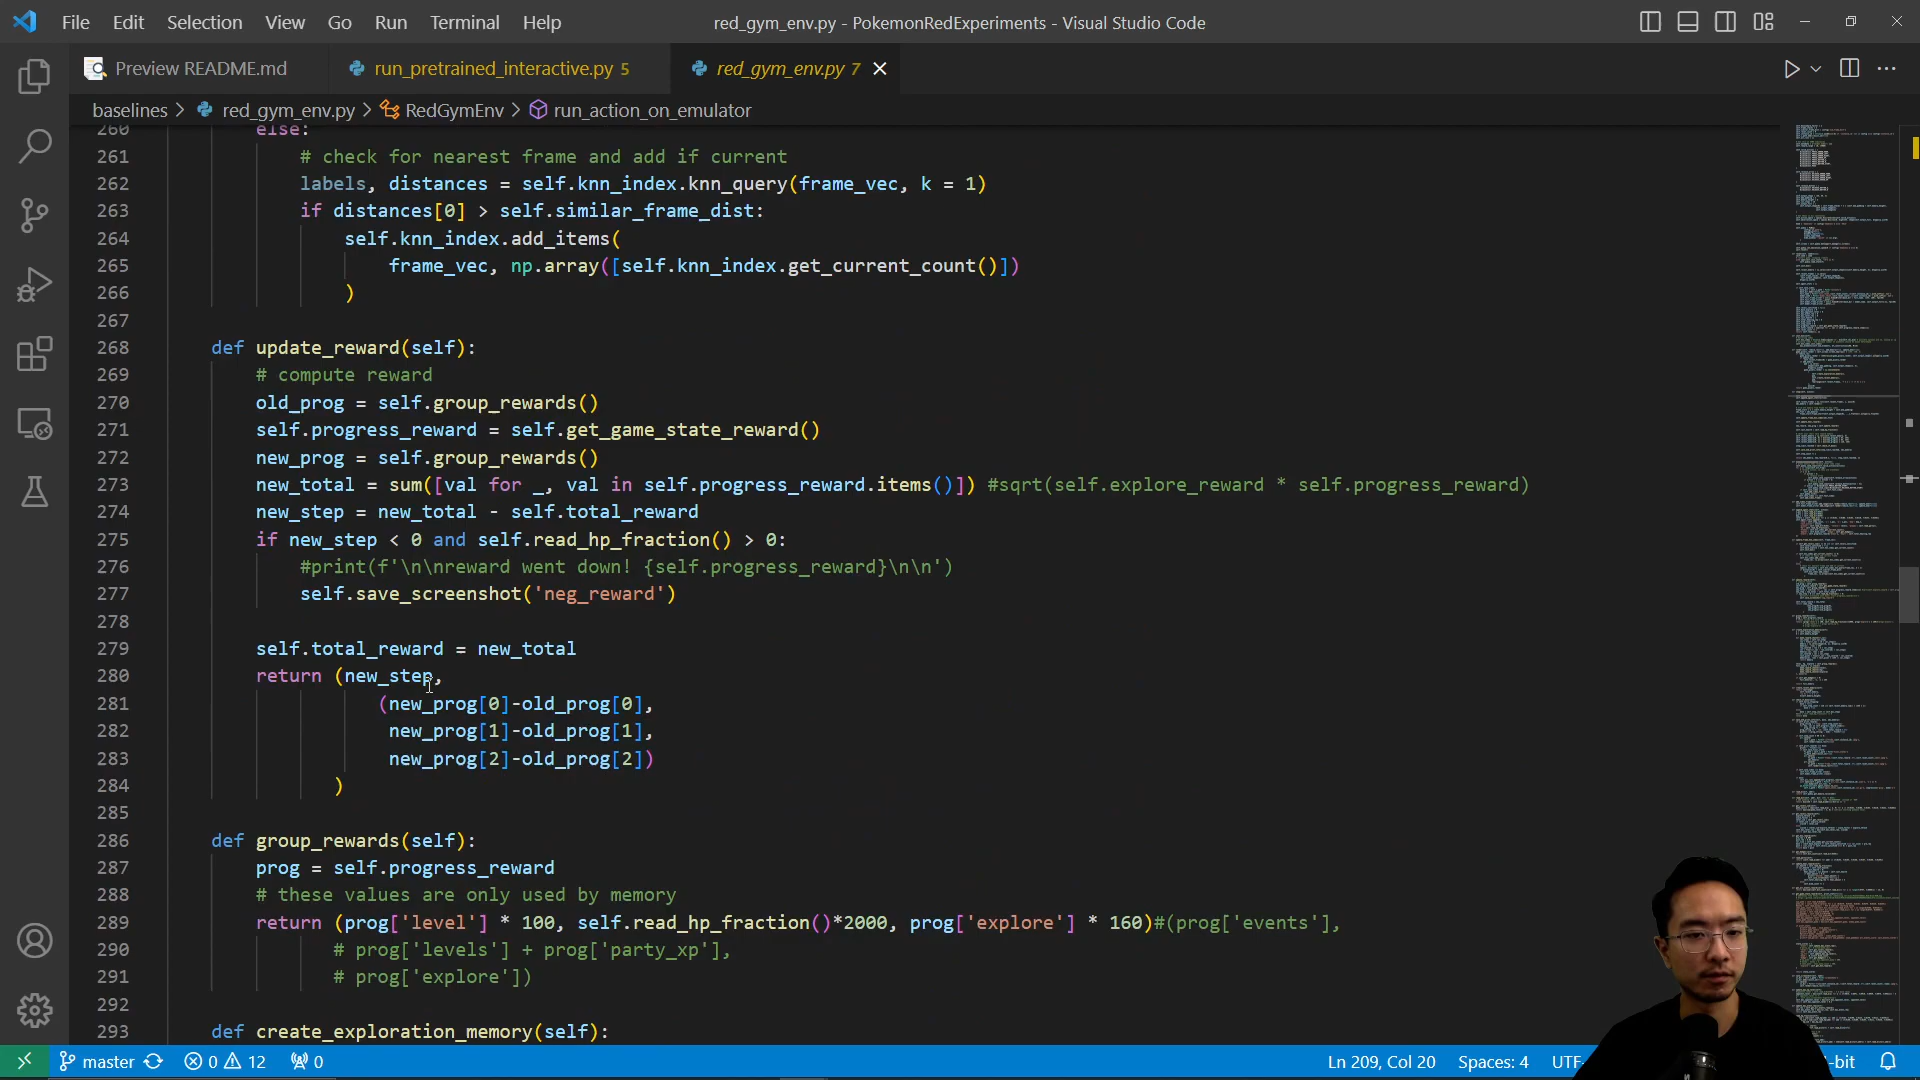 File Edit Selection View Go Run Terminal Help red_gym_env.py - PokemonRedExperiments - Visual Studio Code
Preview README.md run_pretrained_interactive.py 5 red_gym_env.py 7
baselines > red_gym_env.py > RedGymEnv > run_action_on_emulator
260 else:
261 # check for nearest frame and add if current
262 labels, distances = self.knn_index.knn_query(frame_vec, k = 1)
263 if distances[0] > self.similar_frame_dist:
264 self.knn_index.add_items(
265 frame_vec, np.array([self.knn_index.get_current_count()])
266 )
267
268 def update_reward(self):
269 # compute reward
270 old_prog = self.group_rewards()
271 self.progress_reward = self.get_game_state_reward()
272 new_prog = self.group_rewards()
273 new_total = sum([val for _, val in self.progress_reward.items()]) #sqrt(self.explore_reward * self.progress_reward)
274 new_step = new_total - self.total_reward
275 if new_step < 0 and self.read_hp_fraction() > 0:
276 #print(f'\n\nreward went down! {self.progress_reward}\n\n')
277 self.save_screenshot('neg_reward')
278
279 self.total_reward = new_total
280 return (new_step,
281 (new_prog[0]-old_prog[0],
282 new_prog[1]-old_prog[1],
283 new_prog[2]-old_prog[2])
284 )
285
286 def group_rewards(self):
287 prog = self.progress_reward
288 # these values are only used by memory
289 return (prog['level'] * 100, self.read_hp_fraction()*2000, prog['explore'] * 160)#(prog['events'],
290 # prog['levels'] + prog['party_xp'],
291 # prog['explore'])
292
293 def create_exploration_memory(self):
master 0 12 0 Ln 209, Col 20 Spaces: 4 UTF- -bit